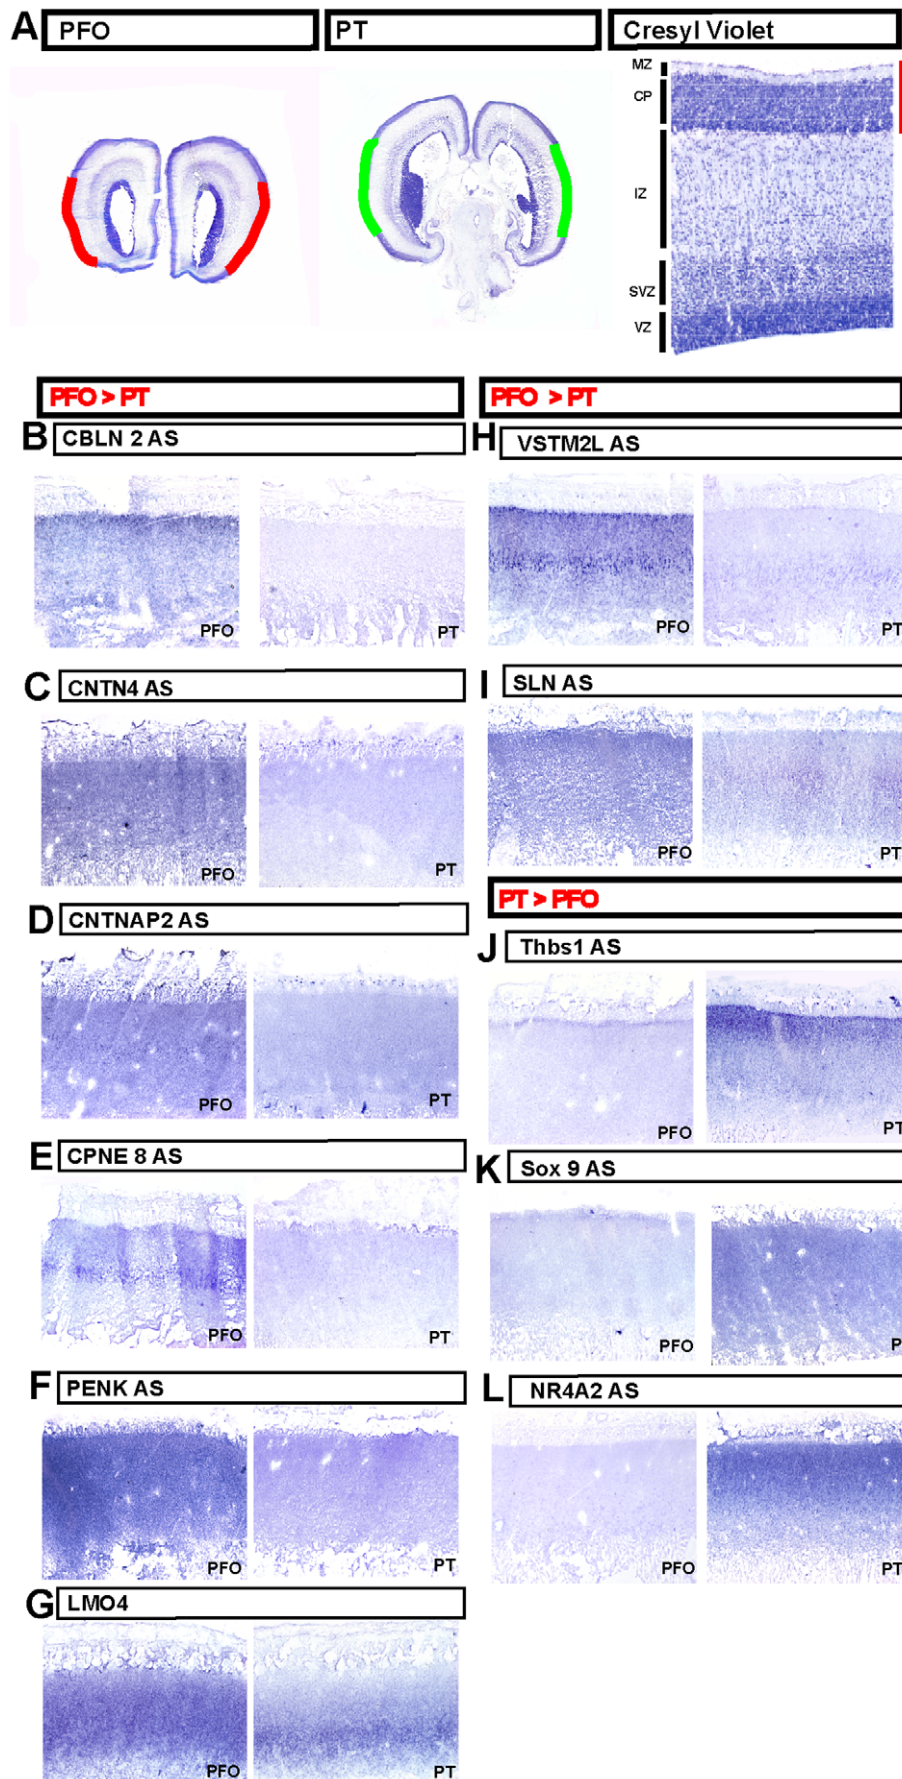 A PFO PT Cresyl Violet
MZ
CP
IZ
SVZ
VZ
PFO > PT
B CBLN 2 AS
PFO PT
C CNTN4 AS
PFO PT
D CNTNAP2 AS
PFO PT
E CPNE 8 AS
PFO PT
F PENK AS
PFO PT
G LMO4
PFO PT
PFO > PT
H VSTM2L AS
PFO PT
I SLN AS
PFO PT
PT > PFO
J Thbs1 AS
PFO PT
K Sox 9 AS
PFO P
L NR4A2 AS
PFO PT